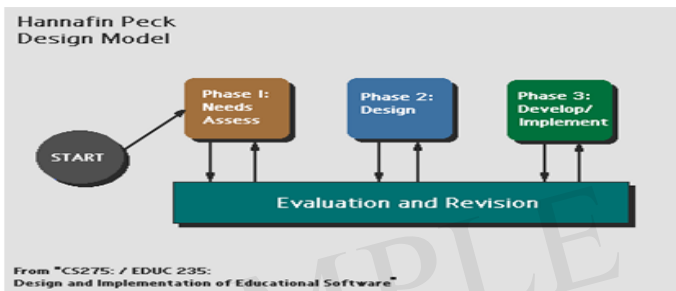 Hannafin Peck
Design Model
Phase 1:
Needs
Assess
Phase 2:
Design
Phase 3:
Develop/
Implement
START
Evaluation and Revision
From "CS275: / EDUC 235:
Design and Implementation of Educational Software"